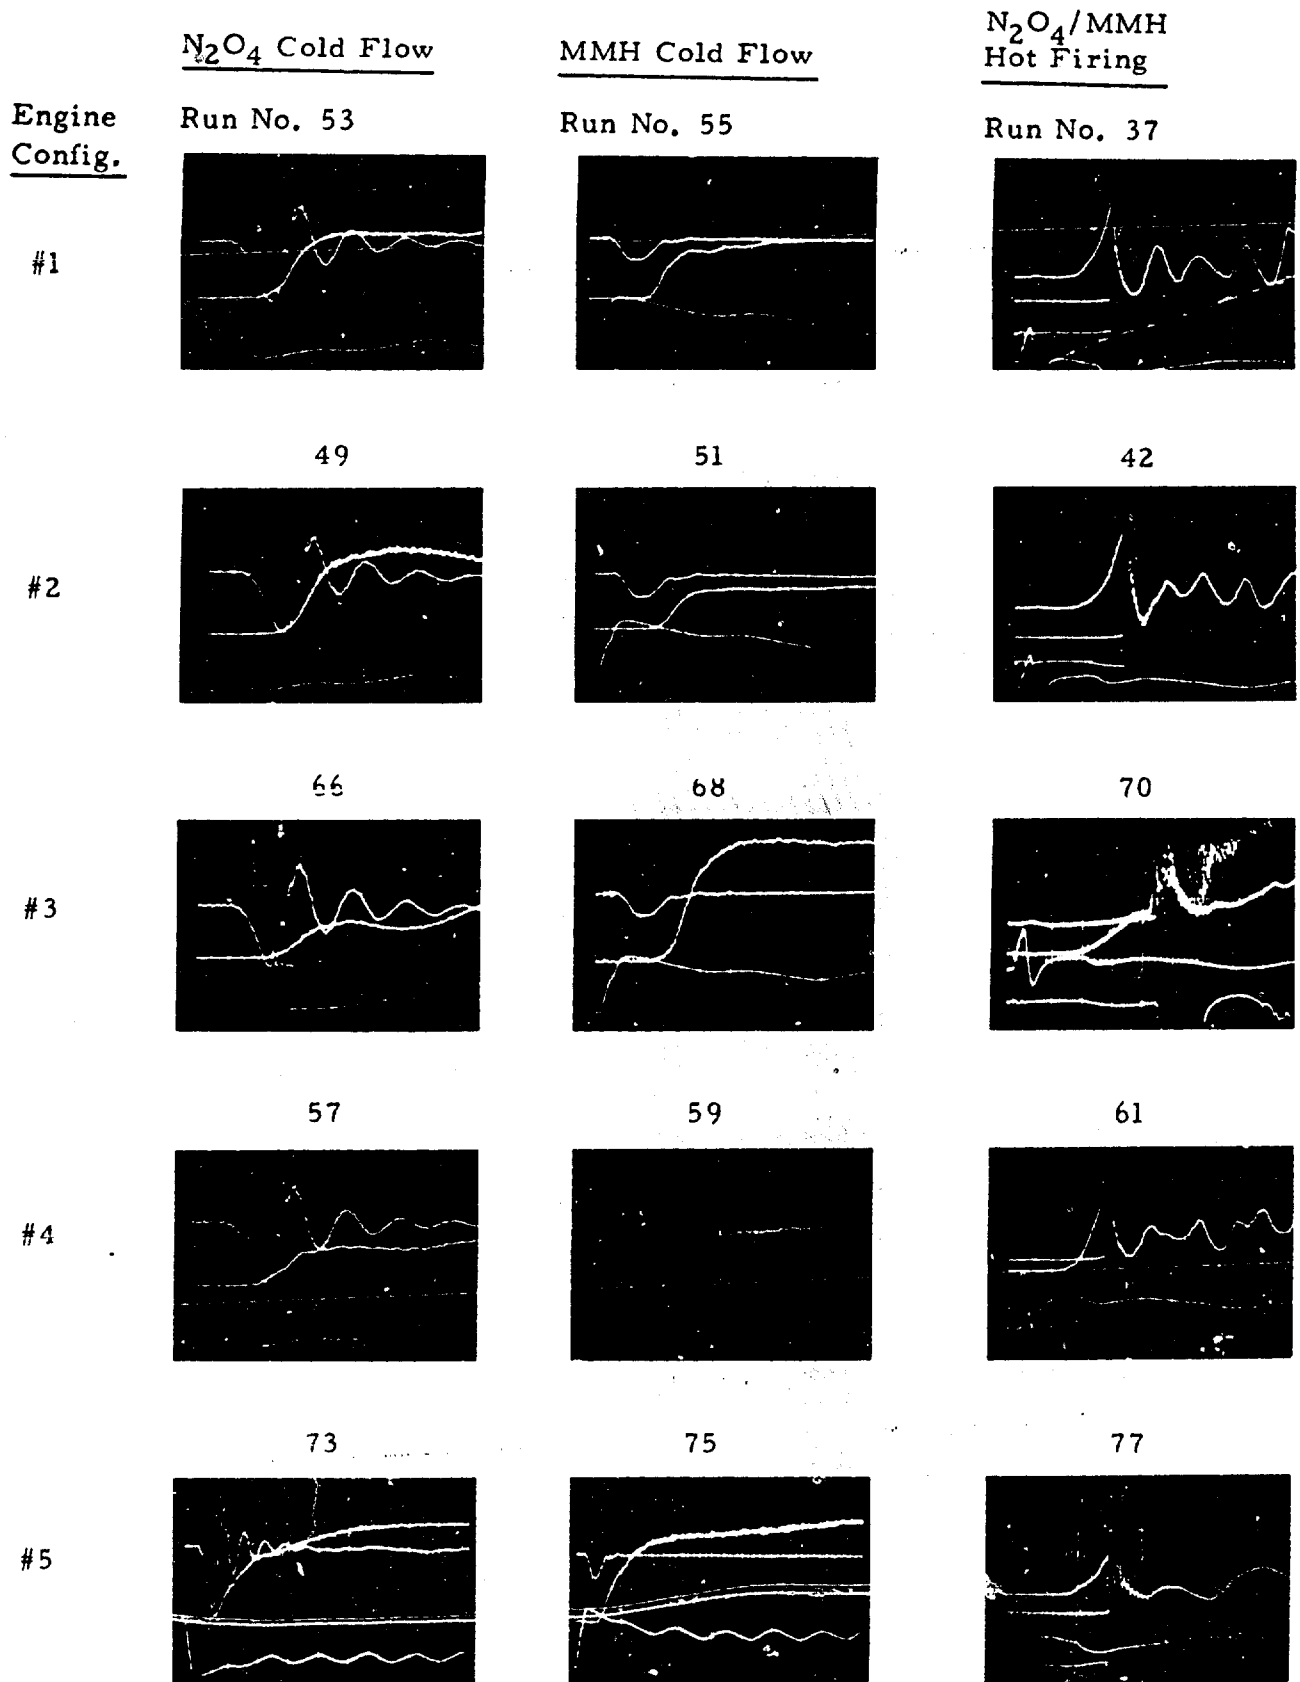 N₂O₄ Cold Flow
MMH Cold Flow
N₂O₄/MMH
Hot Firing
Engine
Config.
Run No. 53
Run No. 55
Run No. 37
#1
49
51
42
#2
66
68
70
#3
57
59
61
#4
73
75
77
#5